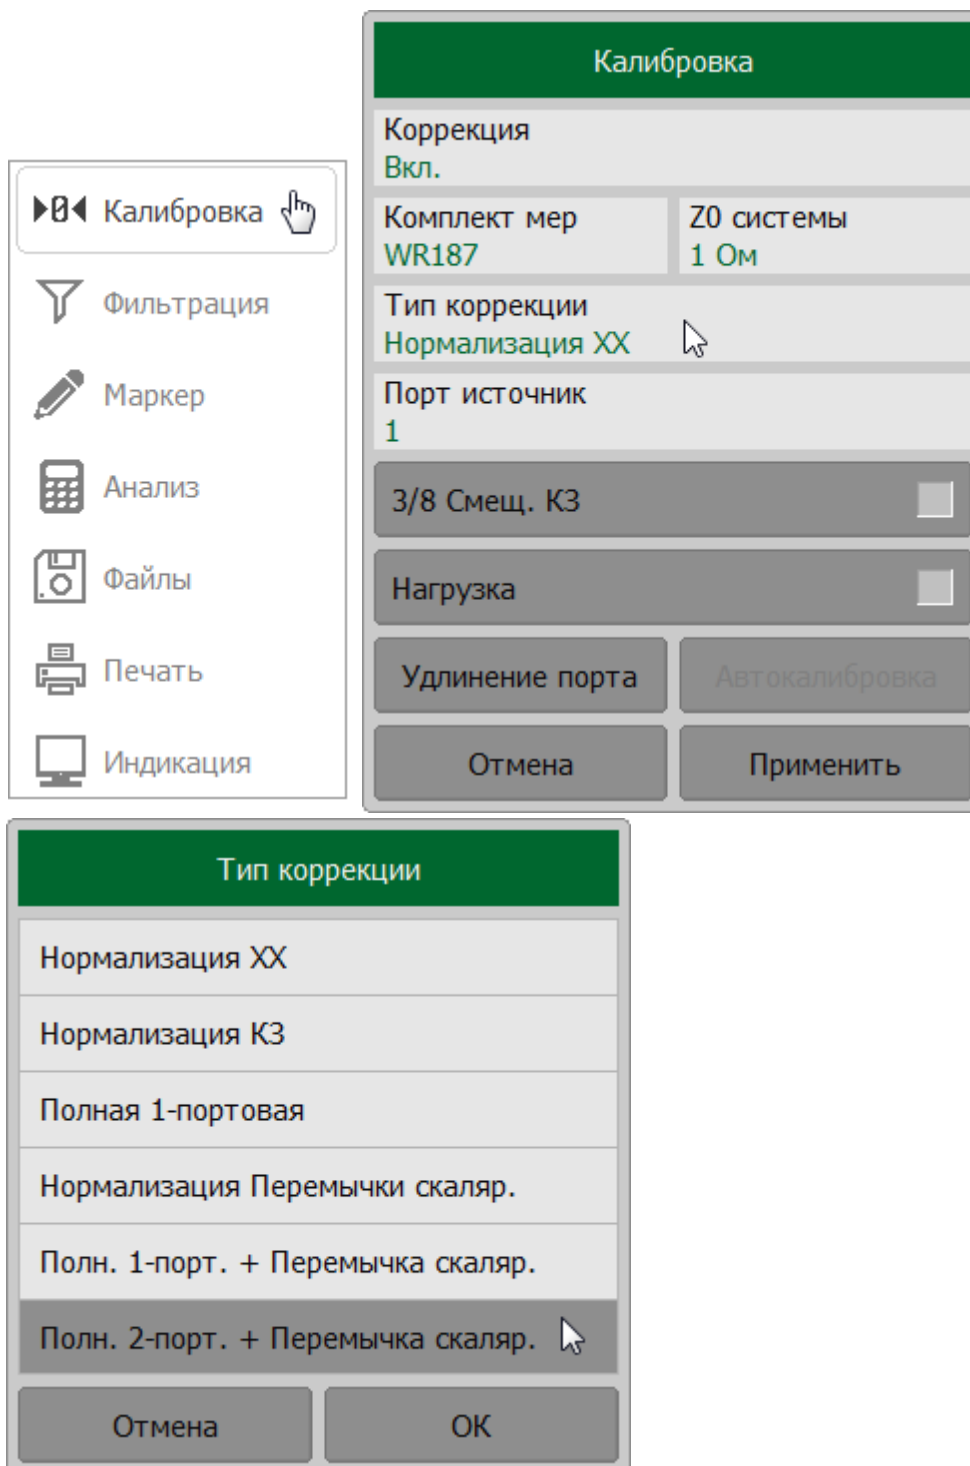 Калибровка
Фильтрация
Маркер
Анализ
Файлы
Печать
Индикация
Калибровка
Коррекция
Вкл.
Комплект мер
WR187
Z0 системы
1 Ом
Тип коррекции
Нормализация ХХ
Порт источник
1
3/8 Смещ. КЗ
Нагрузка
Удлинение порта
Автокалибровка
Отмена
Применить
Тип коррекции
Нормализация ХХ
Нормализация КЗ
Полная 1-портовая
Нормализация Перемычки скаляр.
Полн. 1-порт. + Перемычка скаляр.
Полн. 2-порт. + Перемычка скаляр.
Отмена
ОК